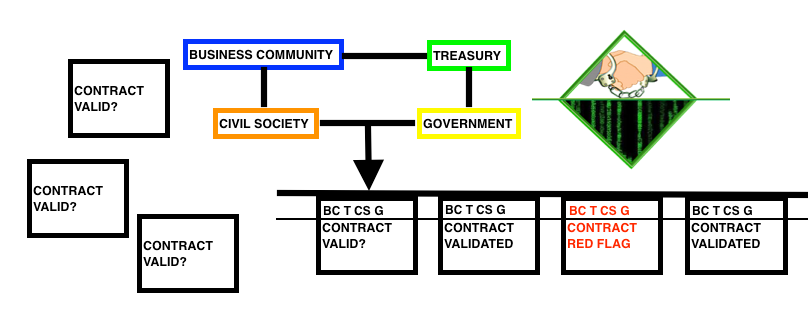 BUSINESS COMMUNITY
TREASURY
CONTRACT
VALID?
CIVIL SOCIETY
GOVERNMENT
CONTRACT
VALID?
CONTRACT
VALID?
BC T CS G
CONTRACT
VALID?
BC T CS G
CONTRACT
VALIDATED
BC T CS G
CONTRACT
RED FLAG
BC T CS G
CONTRACT
VALIDATED